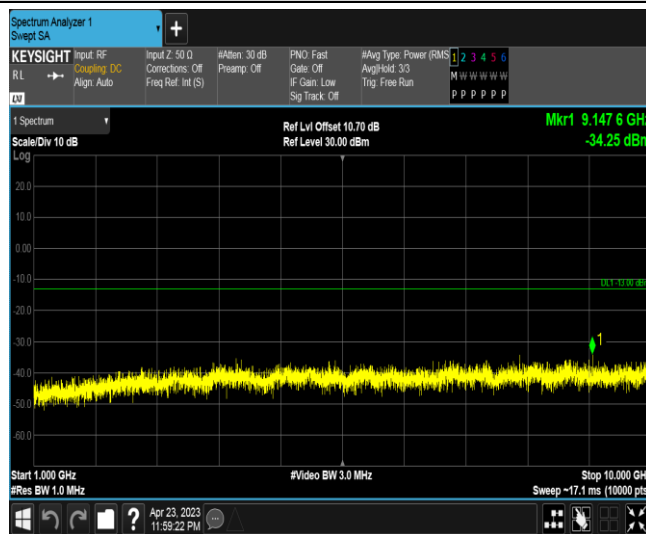 Spectrum Analyzer 1
Swept SA
+
KEYSIGHT
RL
LXI
Input: RF
Coupling: DC
Align: Auto
Input Z: 50 Ω
Corrections: Off
Freq Ref: Int (S)
#Atten: 30 dB
Preamp: Off
PNO: Fast
Gate: Off
IF Gain: Low
Sig Track: Off
#Avg Type: Power (RMS
Avg|Hold: 3/3
Trig: Free Run
1 2 3 4 5 6
M W W W W W
P P P P P P
1 Spectrum
Scale/Div 10 dB
Ref Lvl Offset 10.70 dB
Ref Level 30.00 dBm
Mkr1 9.147 6 GHz
-34.25 dBm
Log
20.0
10.0
0.00
-10.0
DL1 -13.00 dBm
-20.0
-30.0
1
-40.0
-50.0
-60.0
Start 1.000 GHz
#Video BW 3.0 MHz
Stop 10.000 GHz
#Res BW 1.0 MHz
Sweep ~17.1 ms (10000 pts)
?
Apr 23, 2023
11:59:22 PM